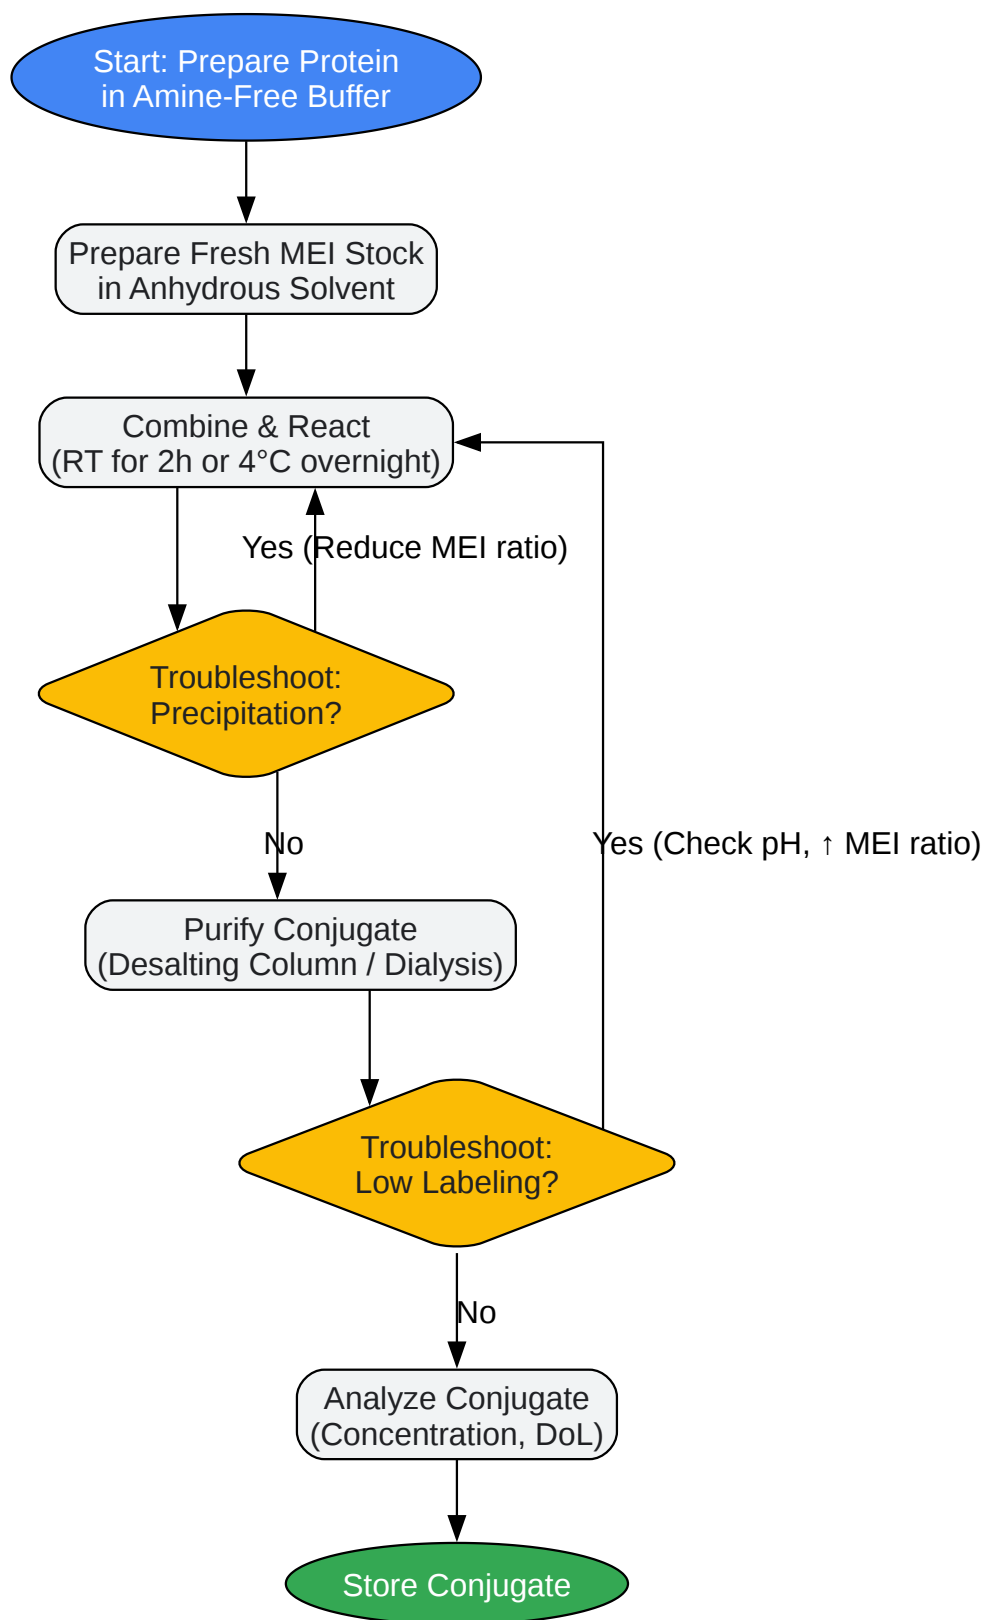 Start: Prepare Protein
in Amine-Free Buffer
Prepare Fresh MEI Stock
in Anhydrous Solvent
Combine & React
(RT for 2h or 4°C overnight)
Yes (Reduce MEI ratio)
Troubleshoot:
Precipitation?
No
Yes (Check pH, ↑ MEI ratio)
Purify Conjugate
(Desalting Column / Dialysis)
Troubleshoot:
Low Labeling?
No
Analyze Conjugate
(Concentration, DoL)
Store Conjugate